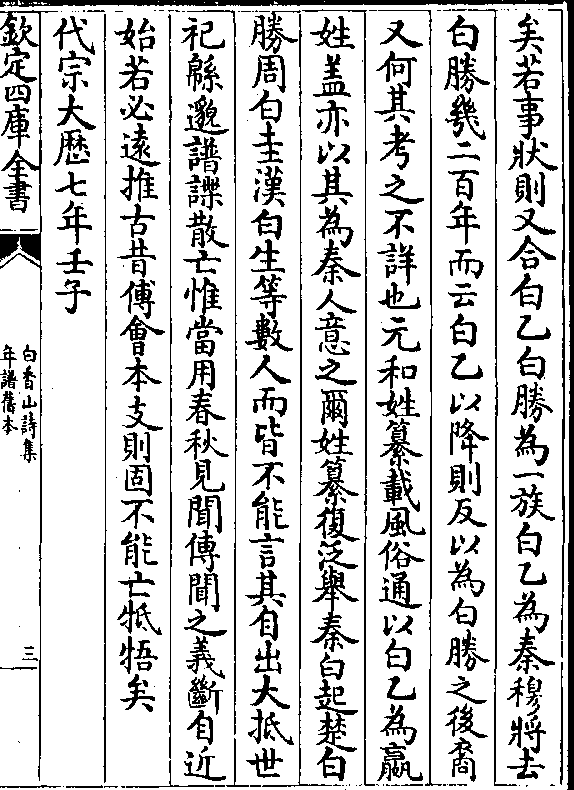 矣若事狀則又合白乙白勝為一族白乙為秦穆將去
白勝幾二百年而云白乙以降則反以為白勝之後裔
又何其考之不詳也元和姓纂載風俗通以白乙為嬴
姓盖亦以其為秦人意之爾姓纂復泛舉秦白起楚白
勝周白圭漢白生等數人而皆不能言其自出大抵世
祀緜邈譜諜散亡惟當用春秋見聞傳聞之義斷自近
始若必逺推古昔傅會本支則固不能亡牴牾矣
代宗大厯七年壬子
欽定四庫全書
白香山詩集
年譜舊本
三